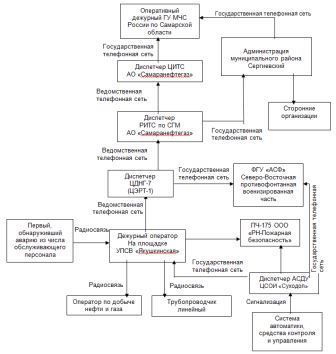 Оперативный
дежурный ГУ МЧС
России по Самарской
области
Государственная телефонная сеть
Государственная
телефонная сеть
Администрация
муниципального района
Сергиевский
Диспетчер ЦИТС
АО «Самаранефтегаз»
Ведомственная
телефонная сеть
Сторонние
организации
Диспетчер
РИТС по СГМ
АО «Самаранефтегаз»
Государственная
телефонная сеть
Ведомственная
телефонная сеть
Диспетчер
ЦДНГ-7
(ЦЭРТ-1)
Государственная
телефонная сеть
ФГУ «АСФ»
Северо-Восточная
противофонтанная
военизированная
часть
Государственная телефонная
сеть
Ведомственная
телефонная сеть
Первый,
обнаруживший
аварию из числа
обслуживающего
персонала
Радиосвязь
Дежурный оператор
На площадке
УПСВ «Якушкинская»
Государственная
телефонная сеть
ПЧ-175 ООО
«РН-Пожарная
безопасность»
Радиосвязь
Радиосвязь
Государственная
телефонная сеть
Диспетчер АСДУ
ЦСОИ «Суходол»
Оператор по добыче
нефти и газа
Трубопроводчик
линейный
Сигнализация
Система
автоматики,
средства контроля
и управления